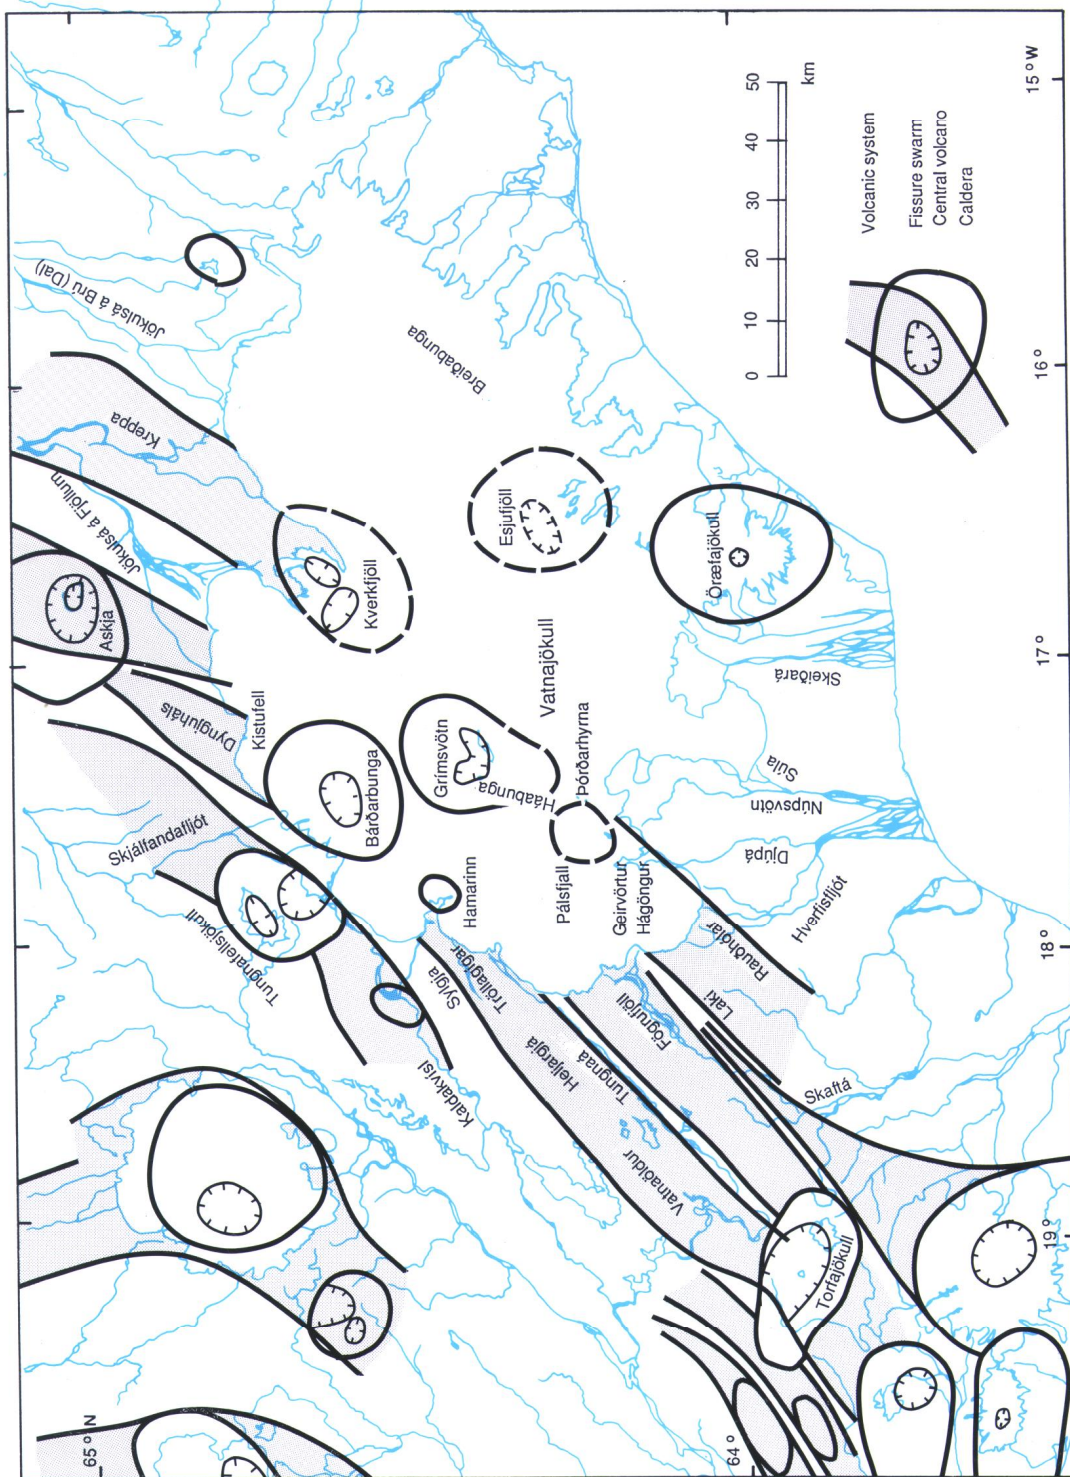 Jökulsá á Brú (Dal)
Kreppa
Jökulsá á Fjöllum
Askja
Dyngjuháls
Kistufell
Skjálfandafljót
Tungnafellsjökull
Bárðarbunga
Kverkfjöll
Breiðabunga
Esjufjöll
Öræfajökull
Grímsvötn
Háabunga
Vatnajökull
Þórðarhyrna
Hamarinn
Pálsfjall
Geirvörtur
Hágöngur
Skeiðará
Súla
Núpsvötn
Djúpá
Hverfisfljót
Rauðhólar
Laki
Skaftá
Fögrufjöll
Tungnaá
Heljargjá
Tröllagígar
Sylgja
Kaldakvísl
Vatnaöldur
Torfajökull
65° N
64°
15° W
16°
17°
18°
19°
0 10 20 30 40 50
km
Volcanic system
Fissure swarm
Central volcano
Caldera